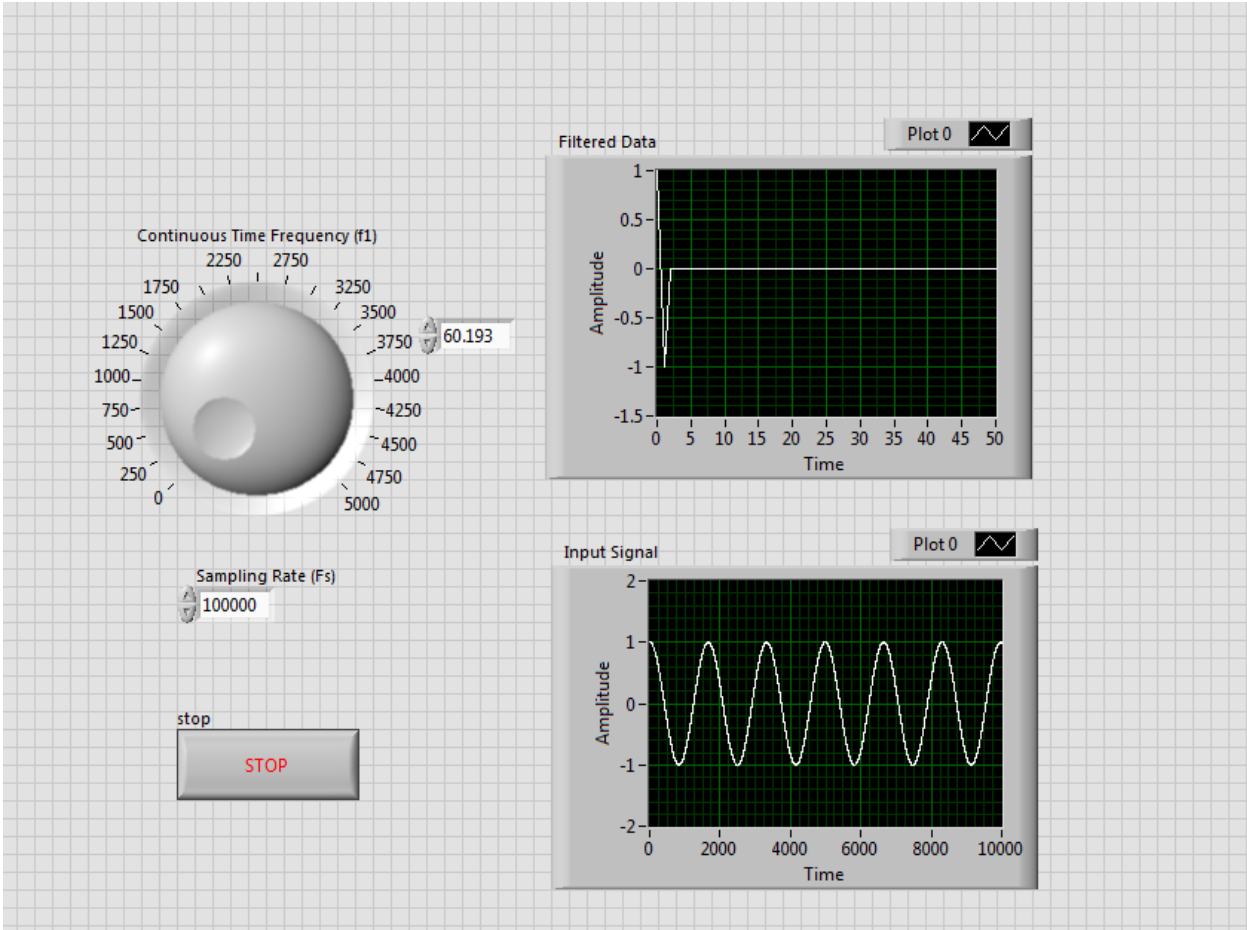 Plot 0
Filtered Data
1
0.5
0
-0.5
-1
-1.5
Amplitude
0 5 10 15 20 25 30 35 40 45 50
Time
Continuous Time Frequency (f1)
2250 2750
1750 3250
1500 3500
1250 3750
60.193
1000 4000
750 4250
500 4500
250 4750
0 5000
Plot 0
Input Signal
2
1
0
-1
-2
Amplitude
0 2000 4000 6000 8000 10000
Time
Sampling Rate (Fs)
100000
stop
STOP